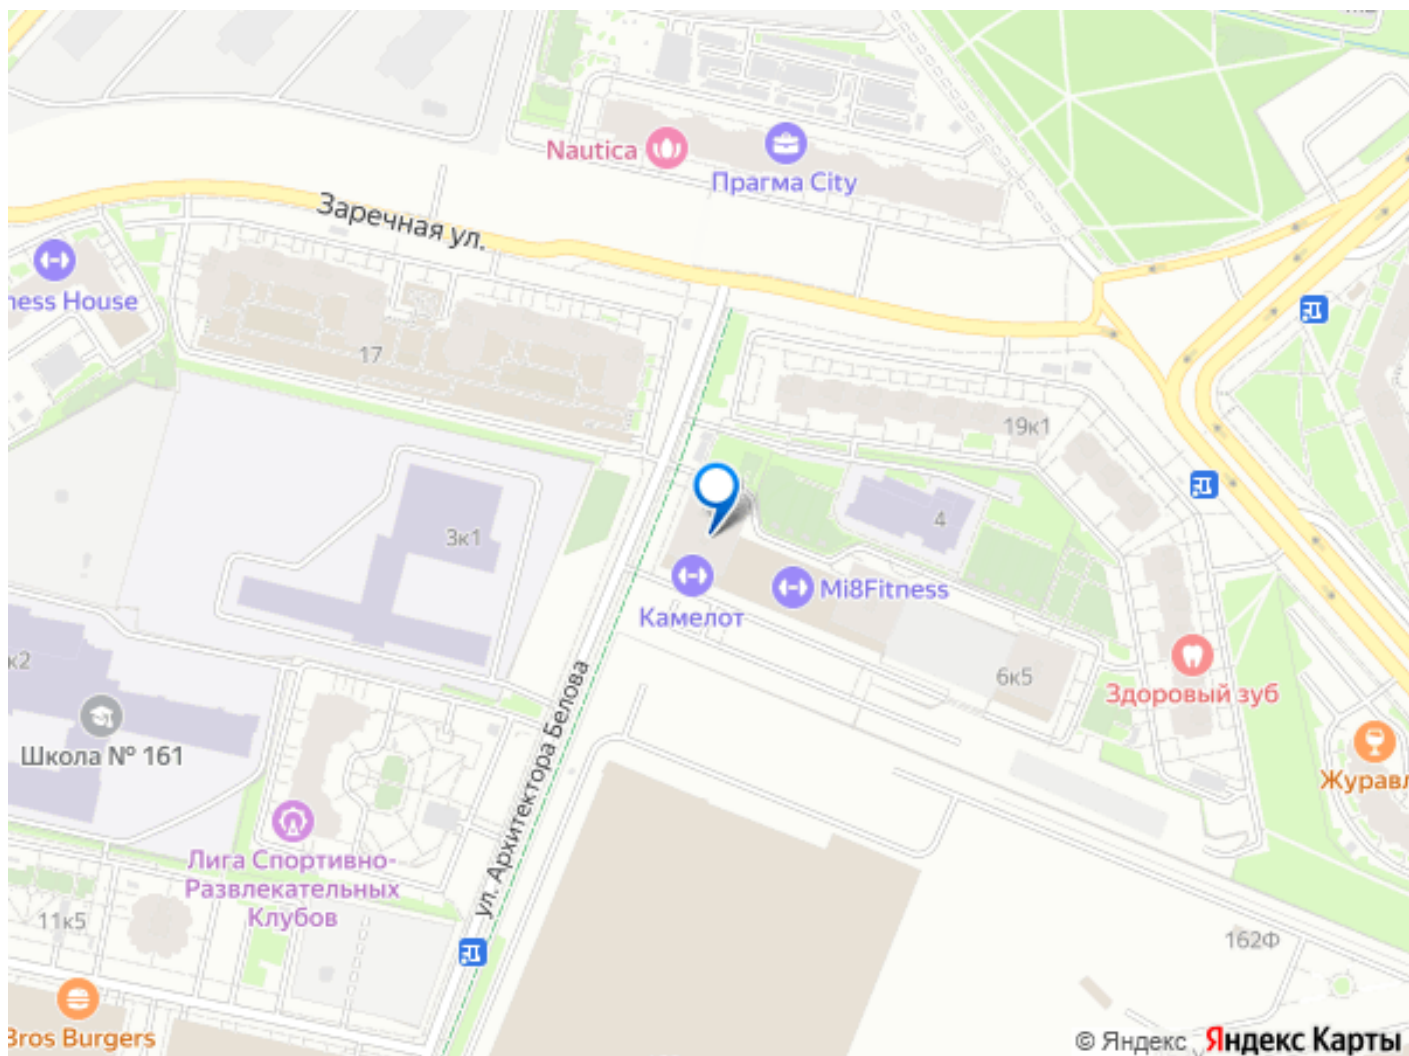 Nautica
Прагма City
Заречная ул.
ness House
17
19к1
3к1
4
Mi8Fitness
Камелот
к2
6к5
Здоровый зуб
Школа № 161
ул. Архитектора Белова
Журавл
Лига Спортивно-
Развлекательных
Клубов
11к5
162Ф
Bros Burgers
© Яндекс Яндекс Карты